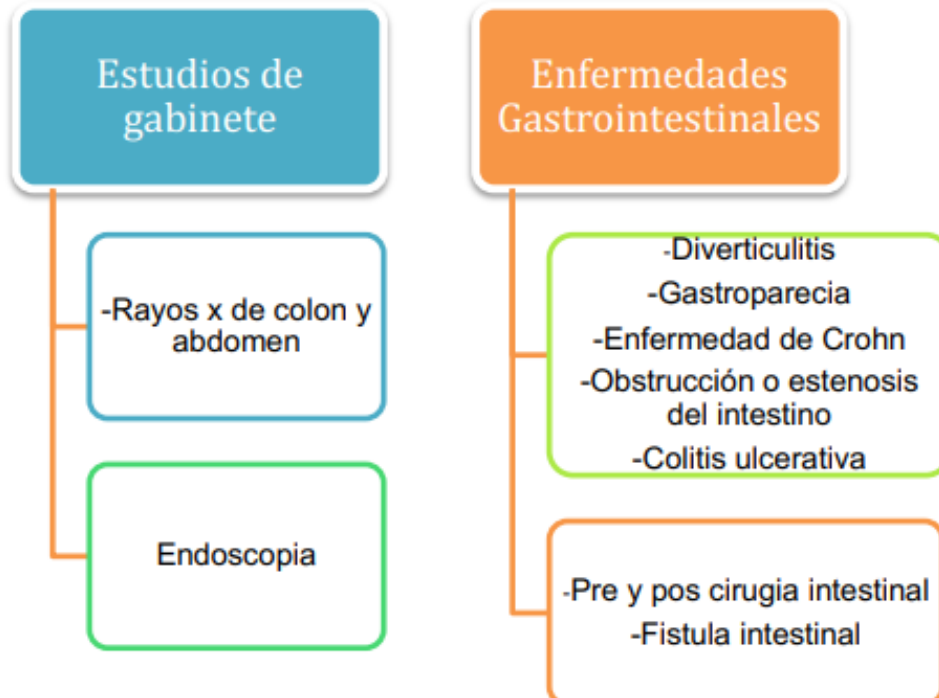 Estudios de
gabinete
-Rayos x de colon y
abdomen
Endoscopia
Enfermedades
Gastrointestinales
-Diverticulitis
-Gastroparecia
-Enfermedad de Crohn
-Obstrucción o estenosis
del intestino
-Colitis ulcerativa
-Pre y pos cirugia intestinal
-Fistula intestinal